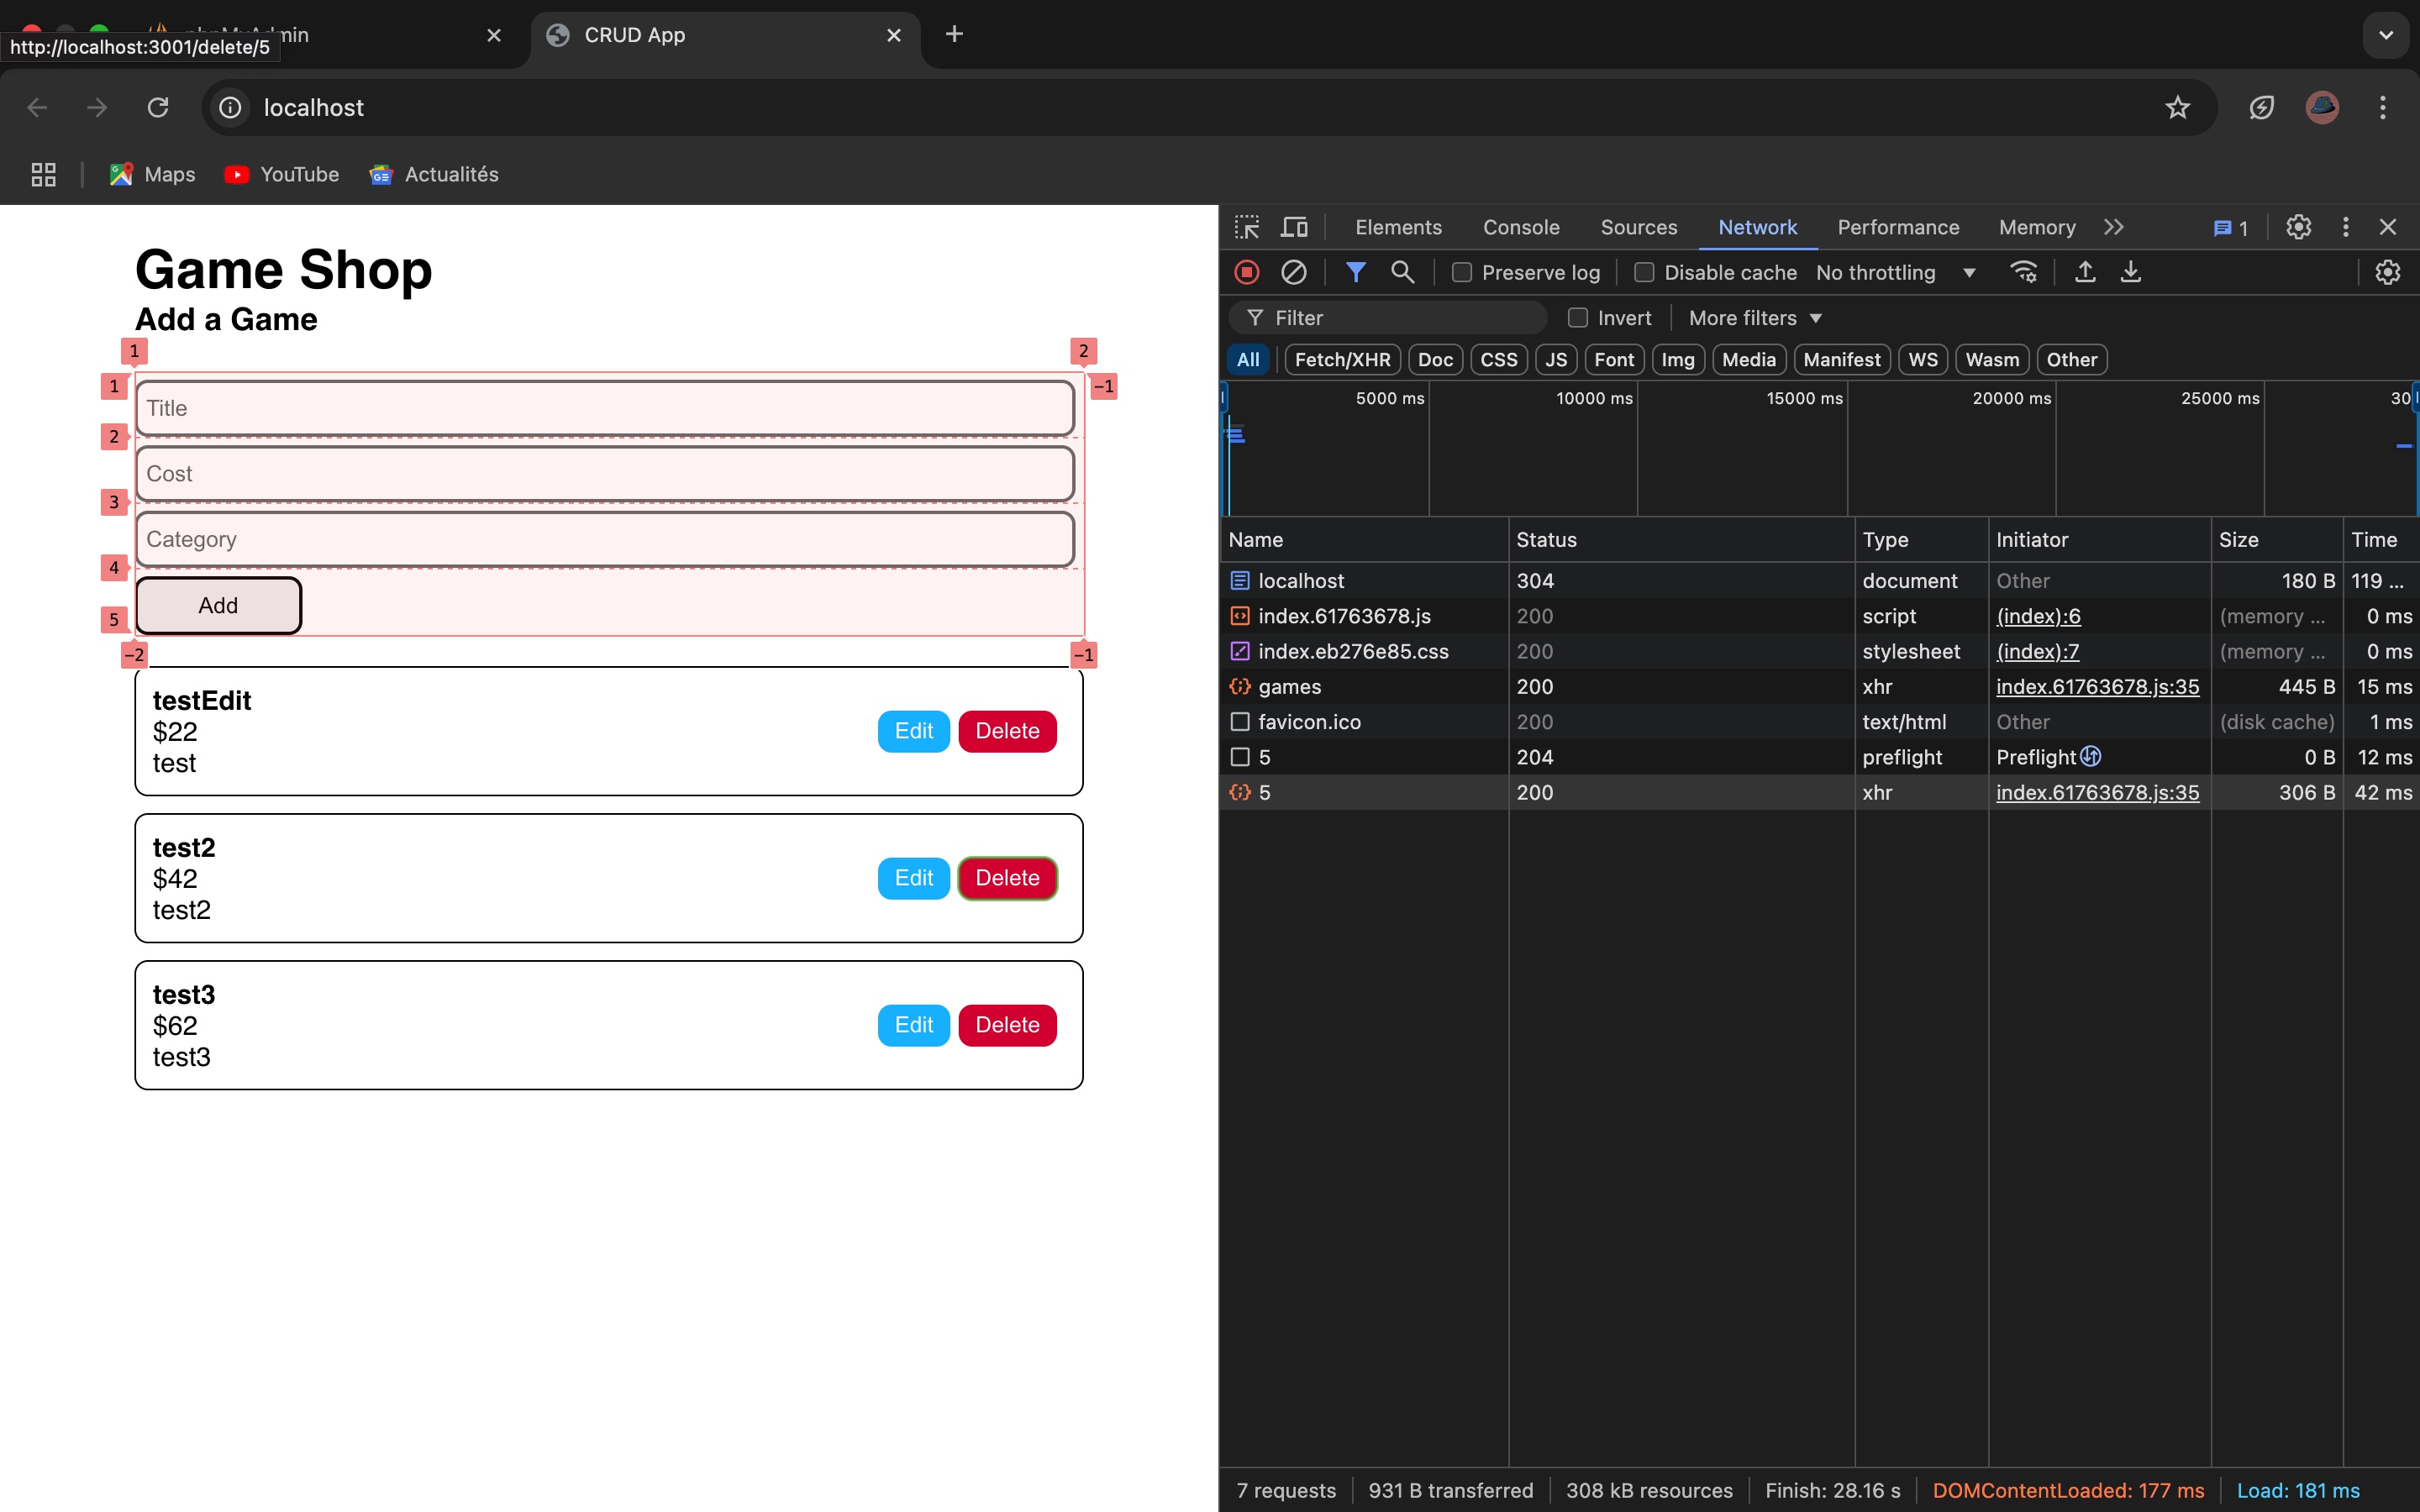 http://localhost:3001/delete/5
CRUD App
localhost
Maps YouTube Actualités
Game Shop
Add a Game
1 2
1 −1
Title
2
Cost
3
Category
4
Add
5
−2 −1
testEdit
$22
test
Edit Delete
test2
$42
test2
Edit Delete
test3
$62
test3
Edit Delete
Elements Console Sources Network Performance Memory 1
Preserve log Disable cache No throttling
Filter Invert More filters
All Fetch/XHR Doc CSS JS Font Img Media Manifest WS Wasm Other
5000 ms 10000 ms 15000 ms 20000 ms 25000 ms 30
Name Status Type Initiator Size Time
localhost 304 document Other 180 B 119 ...
index.61763678.js 200 script (index):6 (memory ... 0 ms
index.eb276e85.css 200 stylesheet (index):7 (memory ... 0 ms
games 200 xhr index.61763678.js:35 445 B 15 ms
favicon.ico 200 text/html Other (disk cache) 1 ms
5 204 preflight Preflight 0 B 12 ms
5 200 xhr index.61763678.js:35 306 B 42 ms
7 requests 931 B transferred 308 kB resources Finish: 28.16 s DOMContentLoaded: 177 ms Load: 181 ms